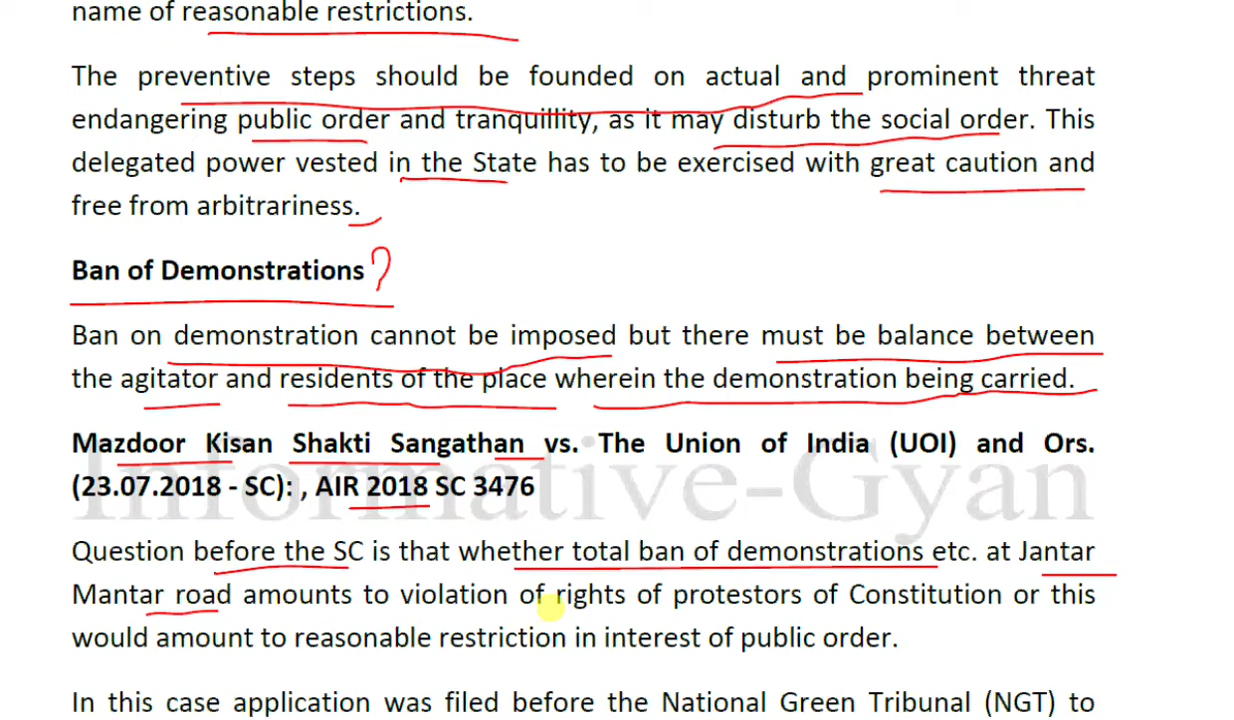 name of reasonable restrictions.
The preventive steps should be founded on actual and prominent threat
endangering public order and tranquillity, as it may disturb the social order. This
delegated power vested in the State has to be exercised with great caution and
free from arbitrariness.
Ban of Demonstrations ?
Ban on demonstration cannot be imposed but there must be balance between
the agitator and residents of the place wherein the demonstration being carried.
Mazdoor Kisan Shakti Sangathan vs. The Union of India (UOI) and Ors.
(23.07.2018 - SC): , AIR 2018 SC 3476
Informative-Gyan
Question before the SC is that whether total ban of demonstrations etc. at Jantar
Mantar road amounts to violation of rights of protestors of Constitution or this
would amount to reasonable restriction in interest of public order.
In this case application was filed before the National Green Tribunal (NGT) to